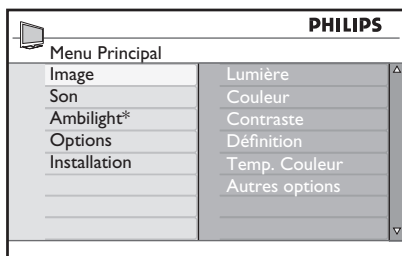 PHILIPS
Menu Principal
Image
Son
Ambilight*
Options
Installation
Lumière
Couleur
Contraste
Définition
Temp. Couleur
Autres options